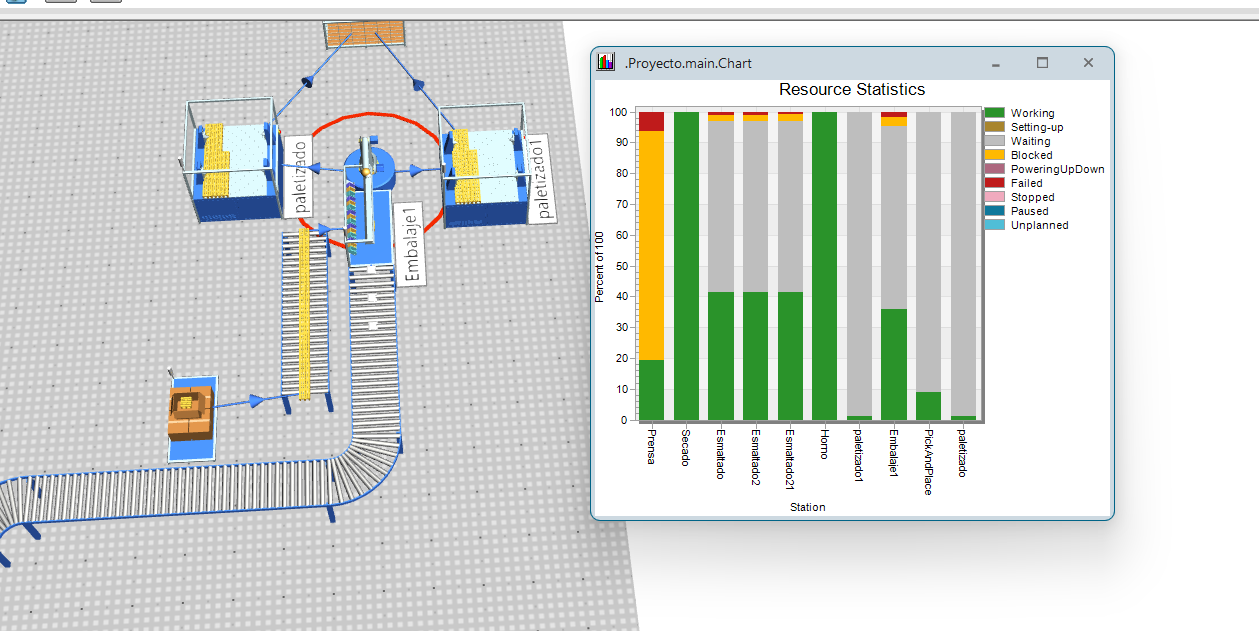 .Proyecto.main.Chart
Resource Statistics
100
90
80
70
60
50
40
30
20
10
0
Percent of 100
Prensa
Secado
Esmaltado
Esmaltado2
Esmaltado21
Horno
paletizado1
Embalaje1
PickAndPlace
paletizado
Station
Working
Setting-up
Waiting
Blocked
PoweringUpDown
Failed
Stopped
Paused
Unplanned
paletizado
Embalaje1
paletizado1